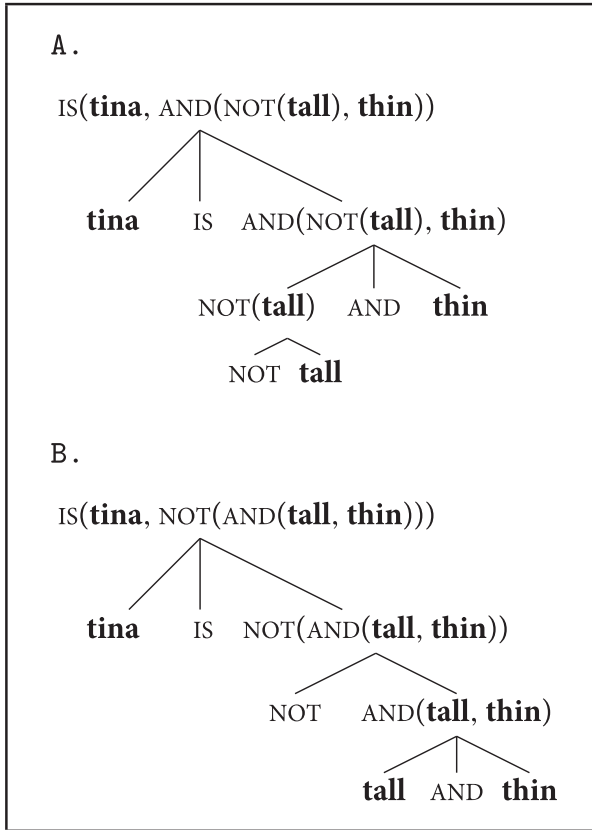 A.
IS(tina, AND(NOT(tall), thin))
tina IS AND(NOT(tall), thin)
NOT(tall) AND thin
NOT tall
B.
IS(tina, NOT(AND(tall, thin)))
tina IS NOT(AND(tall, thin))
NOT AND(tall, thin)
tall AND thin